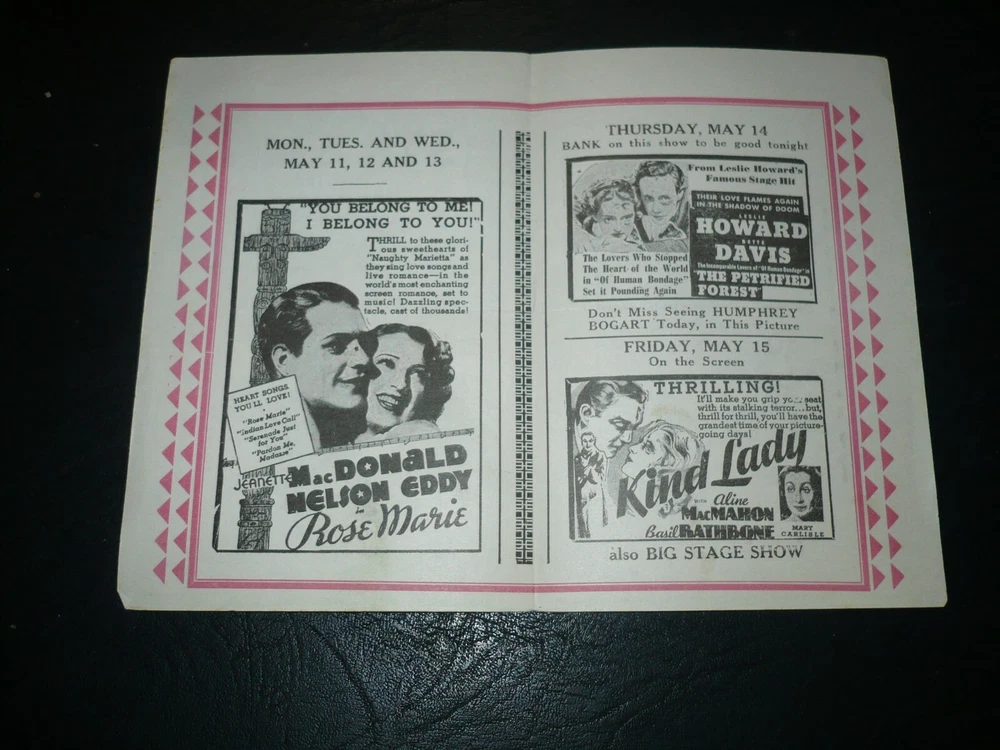 MON., TUES. AND WED.,
MAY 11, 12 AND 13
"YOU BELONG TO ME!
I BELONG TO YOU!"
THRILL to these glori-
ous sweethearts of
"Naughty Marietta" as
they sing love songs and
live romance—in the
world's most enchanting
screen romance, set to
music! Dazzling spec-
tacle, cast of thousands!
HEART SONGS
YOU'LL LOVE!
"Rose Marie"
"Indian Love Call"
"Serenade Just
for You"
"Pardon Me,
Madame"
JEANETTE MacDONALD
NELSON EDDY
in
Rose Marie
THURSDAY, MAY 14
BANK on this show to be good tonight
From Leslie Howard's
Famous Stage Hit
THEIR LOVE FLAMES AGAIN
IN THE SHADOW OF DOOM
LESLIE
HOWARD
BETTE
DAVIS
The Incomparable Lovers of "Of Human Bondage" in
"THE PETRIFIED
FOREST"
The Lovers Who Stopped
The Heart of the World
in "Of Human Bondage"
Set it Pounding Again
Don't Miss Seeing HUMPHREY
BOGART Today, in This Picture
FRIDAY, MAY 15
On the Screen
THRILLING!
It'll make you grip your seat
with its stalking terror...but,
thrill for thrill, you'll have the
grandest time of your picture-
going days!
Kind Lady
WITH Aline
MacMAHON
Basil RATHBONE
MARY
CARLISLE
also BIG STAGE SHOW